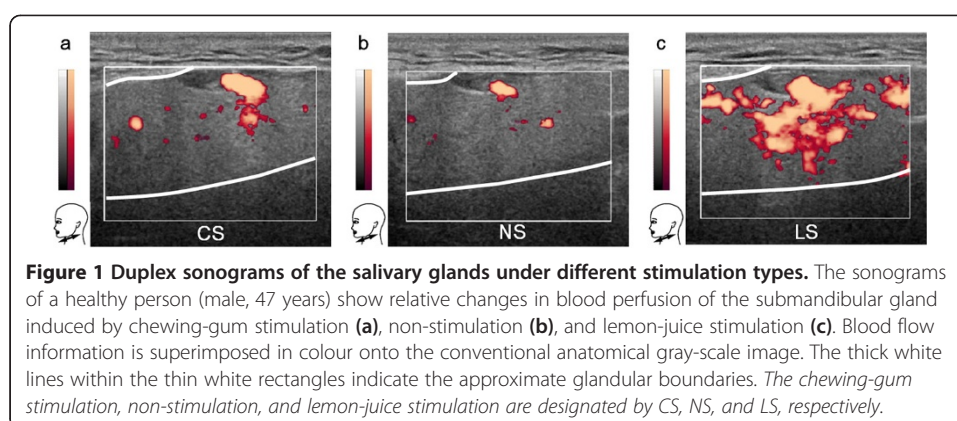 a
b
c
CS
NS
LS
Figure 1 Duplex sonograms of the salivary glands under different stimulation types. The sonograms
of a healthy person (male, 47 years) show relative changes in blood perfusion of the submandibular gland
induced by chewing-gum stimulation (a), non-stimulation (b), and lemon-juice stimulation (c). Blood flow
information is superimposed in colour onto the conventional anatomical gray-scale image. The thick white
lines within the thin white rectangles indicate the approximate glandular boundaries. The chewing-gum
stimulation, non-stimulation, and lemon-juice stimulation are designated by CS, NS, and LS, respectively.